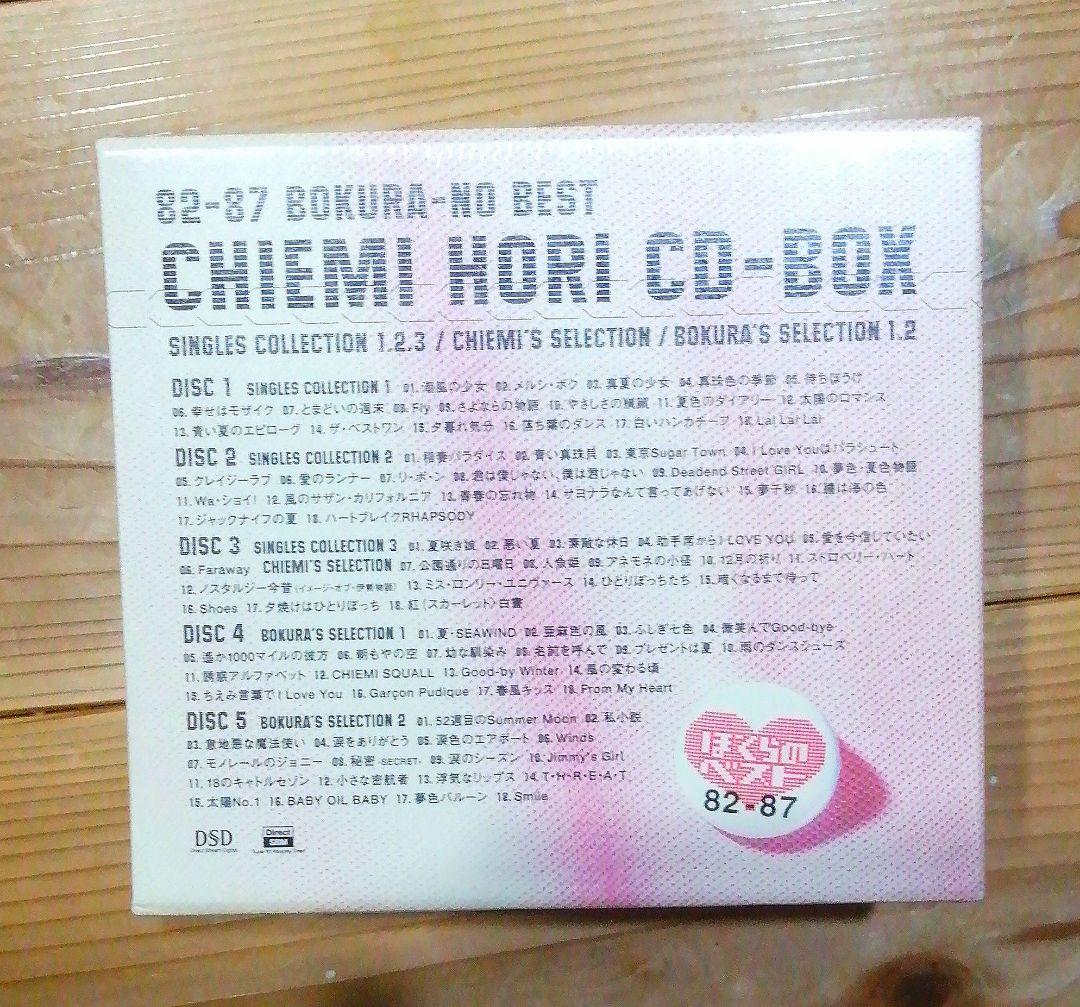 82-87 BOKURA-NO BEST
CHIEMI HORI CD-BOX
SINGLES COLLECTION 1,2,3 / CHIEMI'S SELECTION / BOKURA'S SELECTION 1.2
DISC 1 SINGLES COLLECTION 1 01. 潮風の少女 02. メルシ・ボク 03. 真夏の少女 04. 真珠色の季節 05. 待ちぼうけ
06. 幸せはモザイク 07. とまどいの週末 08. Fly 09. さよならの物語 10. やさしさの構図 11. 夏色のダイアリー 12. 太陽のロマンス
13. 青い夏のエピローグ 14. ザ・ベストワン 15. 夕暮れ気分 16. 落ち葉のダンス 17. 白いハンカチーフ 18. Lai Lai Lai
DISC 2 SINGLES COLLECTION 2 01. 稲妻パラダイス 02. 青い真珠貝 03. 東京Sugar Town 04. I Love Youはパラシュート
05. クレイジーラブ 06. 愛のランナー 07. リ・ボ・ン 08. 君は僕じゃない、僕は君じゃない 09. Deadend Street GIRL 10. 夢色・夏色物語
11. Wa・ショイ! 12. 風のサザン・カリフォルニア 13. 青春の忘れ物 14. サヨナラなんて言ってあげない 15. 夢千秒 16. 瞳は海の色
17. ジャックナイフの夏 18. ハートブレイクRHAPSODY
DISC 3 SINGLES COLLECTION 3 01. 夏咲き娘 02. 悪い夏 03. 素敵な休日 04. 助手席からI LOVE YOU 05. 愛を今信じていたい
06. Faraway CHIEMI'S SELECTION 07. 公園通りの日曜日 08. 人魚姫 09. アネモネの小径 10. 12月の祈り 11. ストロベリー・ハート
12. ノスタルジー今昔(イメージ・オブ・伊勢物語) 13. ミス・ロンリー・ユニヴァース 14. ひとりぼっちたち 15. 暗くなるまで待って
16. Shoes 17. 夕焼けはひとりぼっち 18. 紅(スカーレット)白書
DISC 4 BOKURA'S SELECTION 1 01. 夏・SEAWIND 02. 亜麻色の風 03. ふしぎ七色 04. 微笑んでGood-bye
05. 遥か1000マイルの彼方 06. 朝もやの空 07. 幼な馴染み 08. 名前を呼んで 09. プレゼントは夏 10. 雨のダンスシューズ
11. 誘惑アルファベット 12. CHIEMI SQUALL 13. Good-by Winter 14. 風の変わる頃
15. ちえみ言葉でI Love You 16. Garçon Pudique 17. 春風キッス 18. From My Heart
DISC 5 BOKURA'S SELECTION 2 01. 52週目のSummer Moon 02. 私小説
03. 意地悪な魔法使い 04. 涙をありがとう 05. 涙色のエアポート 06. Winds
07. モノレールのジョニー 08. 秘密-SECRET- 09. 涙のシーズン 10. Jimmy's Girl
11. 18のキャトルセゾン 12. 小さな密航者 13. 浮気なリップス 14. T・H・R・E・A・T
15. 太陽No.1 16. BABY OIL BABY 17. 夢色バルーン 18. Smile
ぼくらの
ベスト
82-87
DSD
Direct Stream Digital
Direct
SBM